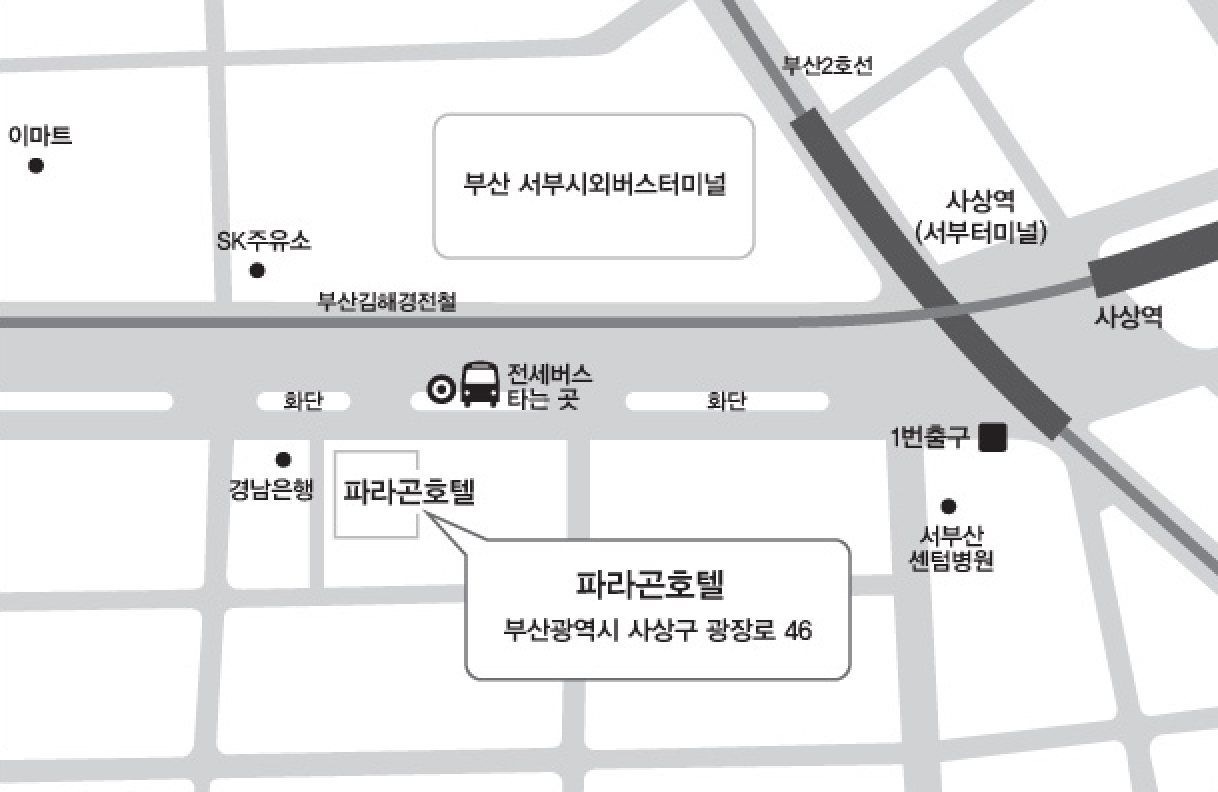 부산2호선
이마트
부산 서부시외버스터미널
사상역
(서부터미널)
SK주유소
부산김해경전철
사상역
전세버스
타는 곳
화단
화단
1번출구
경남은행
파라곤호텔
서부산
센텀병원
파라곤호텔
부산광역시 사상구 광장로 46